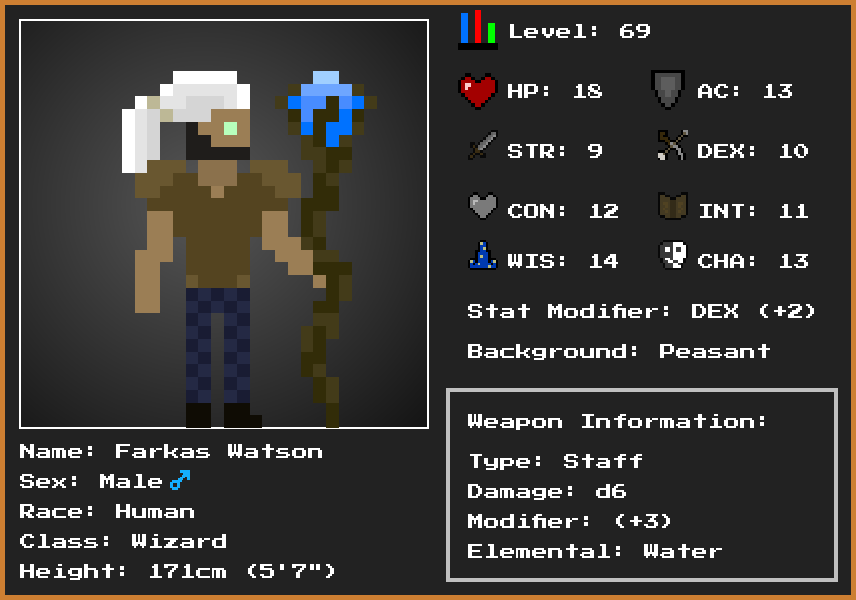 Level: 69
HP: 18 AC: 13
STR: 9 DEX: 10
CON: 12 INT: 11
WIS: 14 CHA: 13
Stat Modifier: DEX (+2)
Background: Peasant
Weapon Information:
Type: Staff
Damage: d6
Modifier: (+3)
Elemental: Water
Name: Farkas Watson
Sex: Male♂
Race: Human
Class: Wizard
Height: 171cm (5'7")